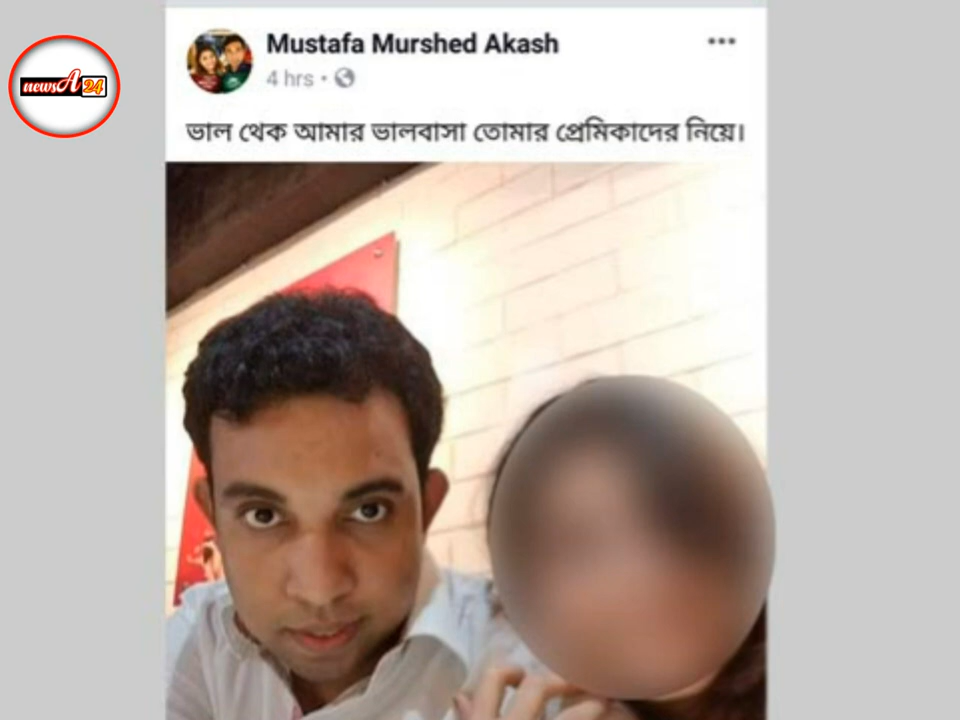 newsA24
Mustafa Murshed Akash
4 hrs
ভাল থেক আমার ভালবাসা তোমার প্রেমিকাদের নিয়ে।